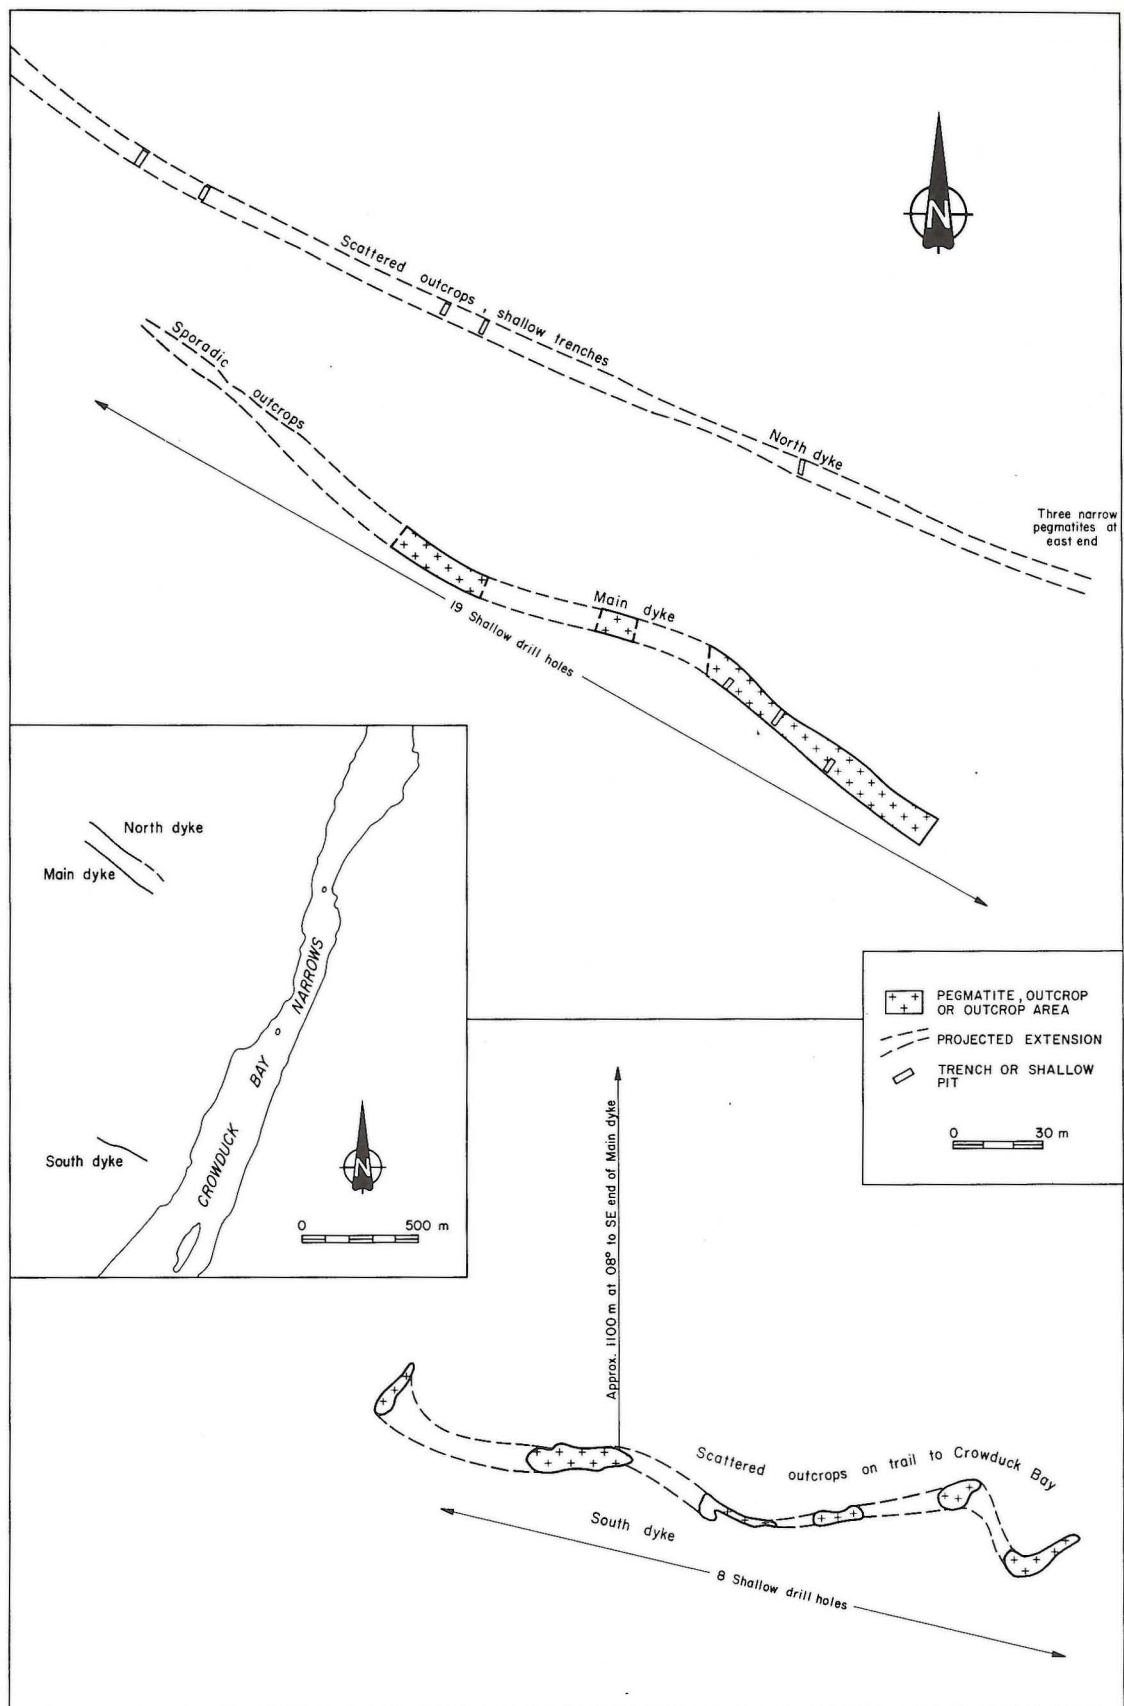 N
Scattered outcrops, shallow trenches
Sporadic outcrops
North dyke
Three narrow
pegmatites at
east end
Main dyke
19 Shallow drill holes
North dyke
Main dyke
NARROWS
BAY
CROWDUCK
South dyke
N
0 500 m
PEGMATITE, OUTCROP
OR OUTCROP AREA
PROJECTED EXTENSION
TRENCH OR SHALLOW
PIT
0 30 m
Approx. 1100 m at 08° to SE end of Main dyke
Scattered outcrops on trail to Crowduck Bay
South dyke
8 Shallow drill holes